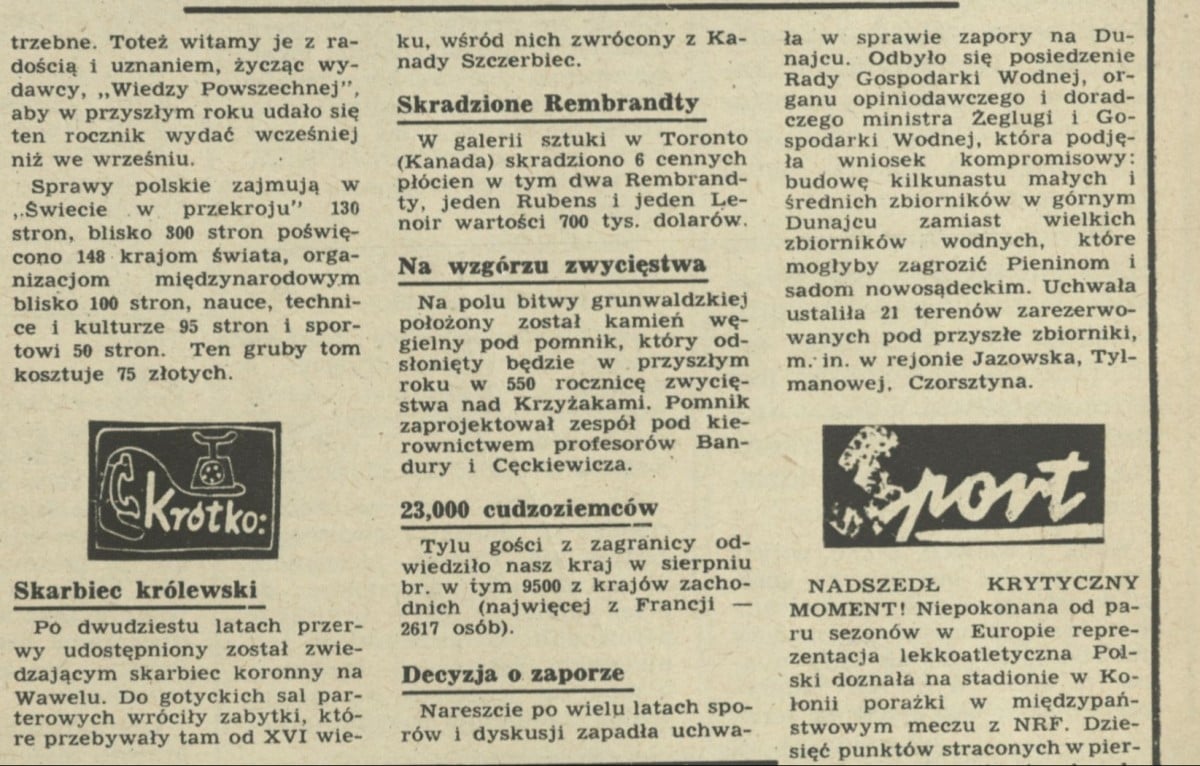 trzebne. Toteż witamy je z ra-
dością i uznaniem, życząc wy-
dawcy, „Wiedzy Powszechnej",
aby w przyszłym roku udało się
ten rocznik wydać wcześniej
niż we wrześniu.
Sprawy polskie zajmują w
„Świecie w przekroju" 130
stron, blisko 300 stron poświę-
cono 148 krajom świata, orga-
nizacjom międzynarodowym
blisko 100 stron, nauce, techni-
ce i kulturze 95 stron i spor-
towi 50 stron. Ten gruby tom
kosztuje 75 złotych.
Krótko:
Skarbiec królewski
Po dwudziestu latach przer-
wy udostępniony został zwie-
dzającym skarbiec koronny na
Wawelu. Do gotyckich sal par-
terowych wróciły zabytki, któ-
re przebywały tam od XVI wie-
ku, wśród nich zwrócony z Ka-
nady Szczerbiec.
Skradzione Rembrandty
W galerii sztuki w Toronto
(Kanada) skradziono 6 cennych
płócien w tym dwa Rembrand-
ty, jeden Rubens i jeden Le-
noir wartości 700 tys. dolarów.
Na wzgórzu zwycięstwa
Na polu bitwy grunwaldzkiej
położony został kamień wę-
gielny pod pomnik, który od-
słonięty będzie w przyszłym
roku w 550 rocznicę zwycię-
stwa nad Krzyżakami. Pomnik
zaprojektował zespół pod kie-
rownictwem profesorów Ban-
dury i Cęckiewicza.
23,000 cudzoziemców
Tylu gości z zagranicy od-
wiedziło nasz kraj w sierpniu
br. w tym 9500 z krajów zacho-
dnich (najwięcej z Francji —
2617 osób).
Decyzja o zaporze
Nareszcie po wielu latach spo-
rów i dyskusji zapadła uchwa-
ła w sprawie zapory na Du-
najcu. Odbyło się posiedzenie
Rady Gospodarki Wodnej, or-
ganu opiniodawczego i dorad-
czego ministra Żeglugi i Go-
spodarki Wodnej, która podję-
ła wniosek kompromisowy:
budowę kilkunastu małych i
średnich zbiorników w górnym
Dunajcu zamiast wielkich
zbiorników wodnych, które
mogłyby zagrozić Pieninom i
sadom nowosądeckim. Uchwała
ustaliła 21 terenów zarezerwo-
wanych pod przyszłe zbiorniki,
m. in. w rejonie Jazowska, Tyl-
manowej, Czorsztyna.
Sport
NADSZEDŁ KRYTYCZNY
MOMENT! Niepokonana od pa-
ru sezonów w Europie repre-
zentacja lekkoatletyczna Pol-
ski doznała na stadionie w Ko-
lonii porażki w międzypań-
stwowym meczu z NRF. Dzie-
sięć punktów straconych w pier-